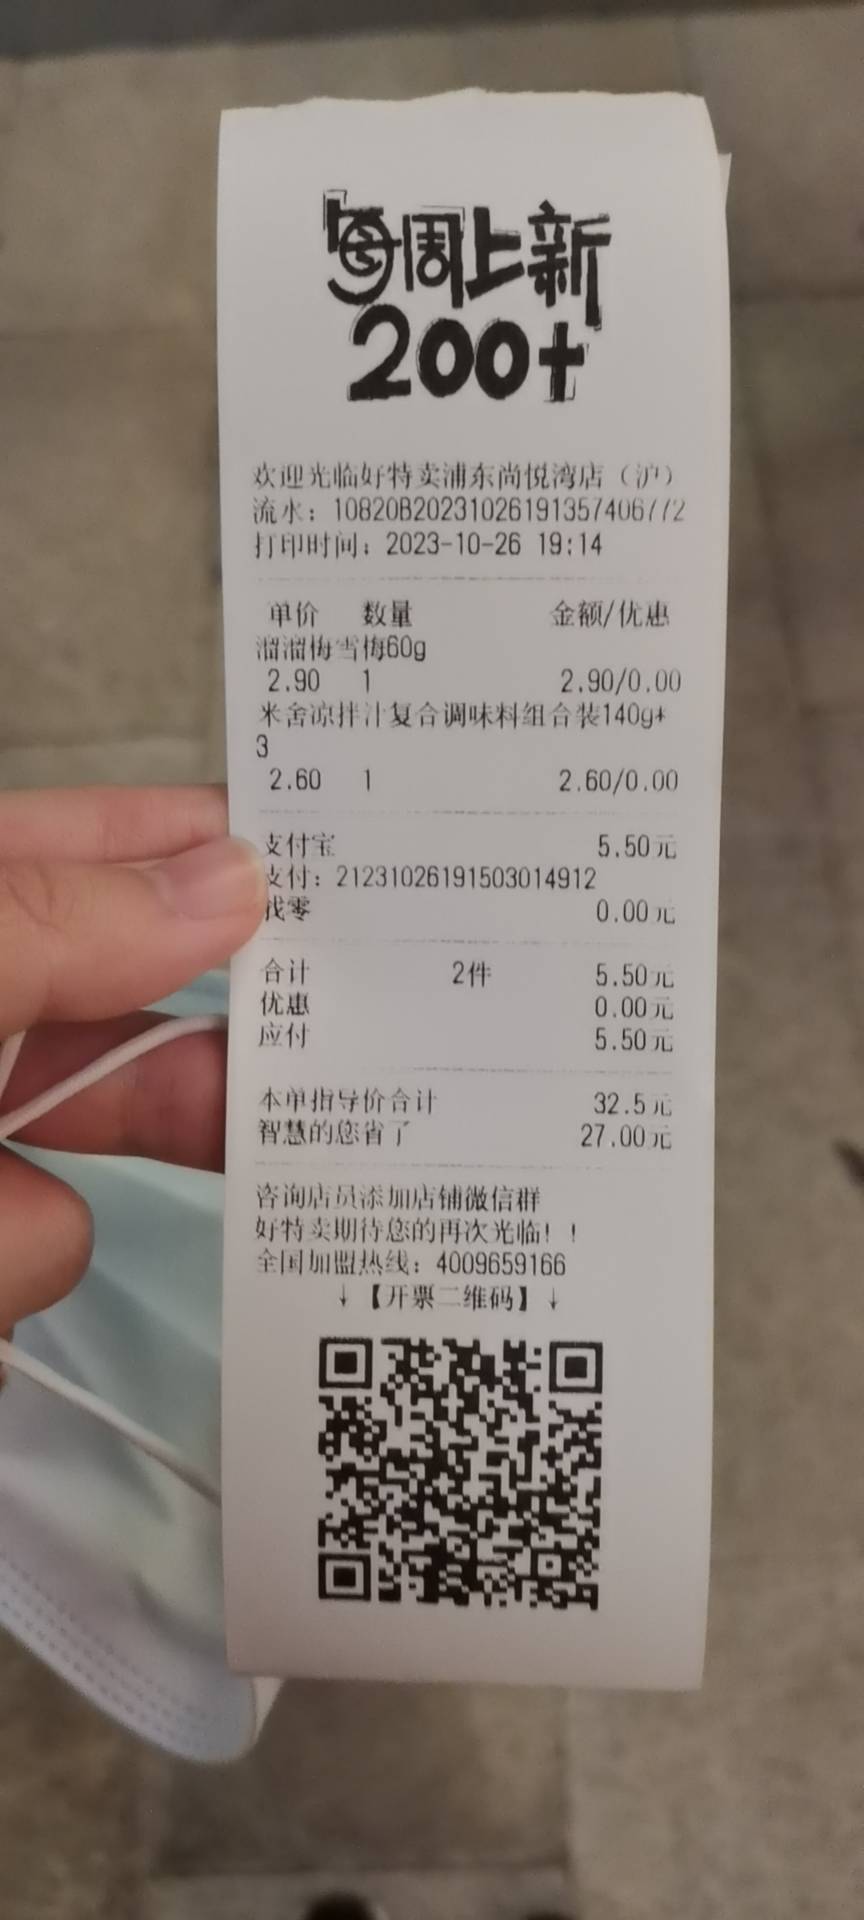 每周上新
200+
欢迎光临好特卖浦东尚悦湾店（沪）
流水：10820B20231026191357406772
打印时间：2023-10-26 19:14
单价 数量 金额/优惠
溜溜梅雪梅60g
2.90 1 2.90/0.00
米舍凉拌汁复合调味料组合装140g*
3
2.60 1 2.60/0.00
支付宝 5.50元
支付：21231026191503014912
找零 0.00元
合计 2件 5.50元
优惠 0.00元
应付 5.50元
本单指导价合计 32.5元
智慧的您省了 27.00元
咨询店员添加店铺微信群
好特卖期待您的再次光临！！
全国加盟热线：4009659166
↓【开票二维码】↓